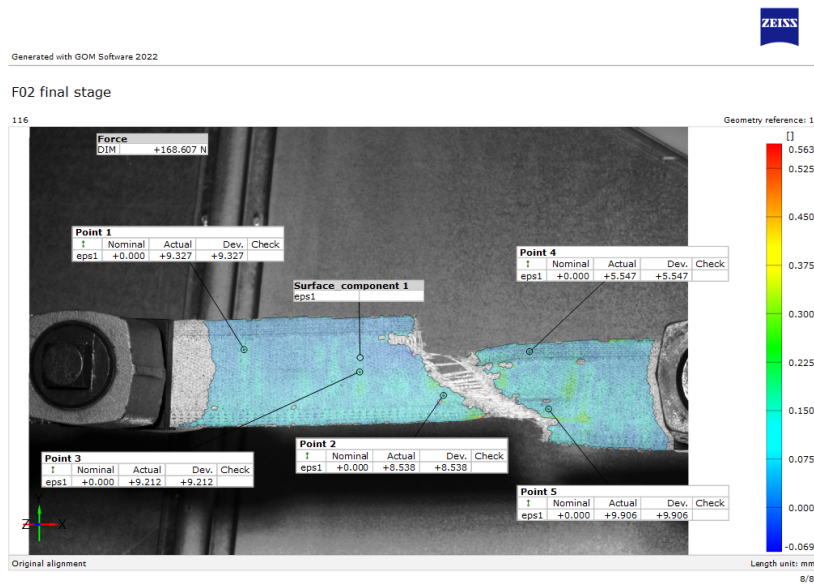 ZEISS
Generated with GOM Software 2022
F02 final stage
116
Geometry reference: 1
Force
DIM +168.607 N
[]
0.563
0.525
0.450
0.375
0.300
0.225
0.150
0.075
0.000
-0.069
Point 1
Nominal Actual Dev. Check
eps1 +0.000 +9.327 +9.327
Point 4
Nominal Actual Dev. Check
eps1 +0.000 +5.547 +5.547
Surface_component 1
eps1
Point 2
Nominal Actual Dev. Check
eps1 +0.000 +8.538 +8.538
Point 3
Nominal Actual Dev. Check
eps1 +0.000 +9.212 +9.212
Point 5
Nominal Actual Dev. Check
eps1 +0.000 +9.906 +9.906
Y
Z X
Original alignment
Length unit: mm
8/8